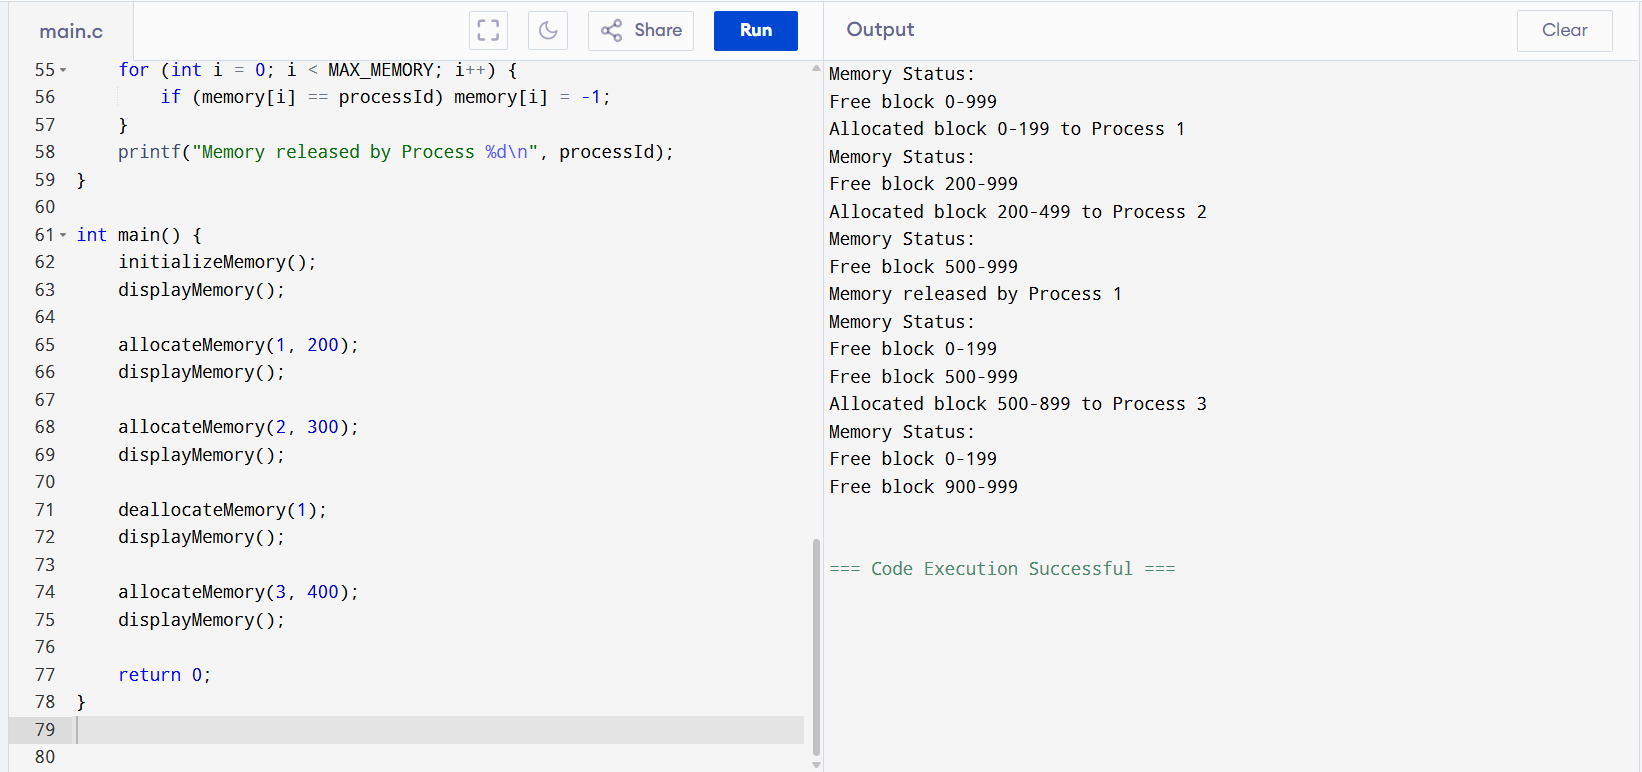 main.c
Share
Run
55    for (int i = 0; i < MAX_MEMORY; i++) {
56        if (memory[i] == processId) memory[i] = -1;
57    }
58    printf("Memory released by Process %d\n", processId);
59 }
60
61 int main() {
62    initializeMemory();
63    displayMemory();
64
65    allocateMemory(1, 200);
66    displayMemory();
67
68    allocateMemory(2, 300);
69    displayMemory();
70
71    deallocateMemory(1);
72    displayMemory();
73
74    allocateMemory(3, 400);
75    displayMemory();
76
77    return 0;
78 }
79
80
Output
Clear
Memory Status:
Free block 0-999
Allocated block 0-199 to Process 1
Memory Status:
Free block 200-999
Allocated block 200-499 to Process 2
Memory Status:
Free block 500-999
Memory released by Process 1
Memory Status:
Free block 0-199
Free block 500-999
Allocated block 500-899 to Process 3
Memory Status:
Free block 0-199
Free block 900-999
=== Code Execution Successful ===